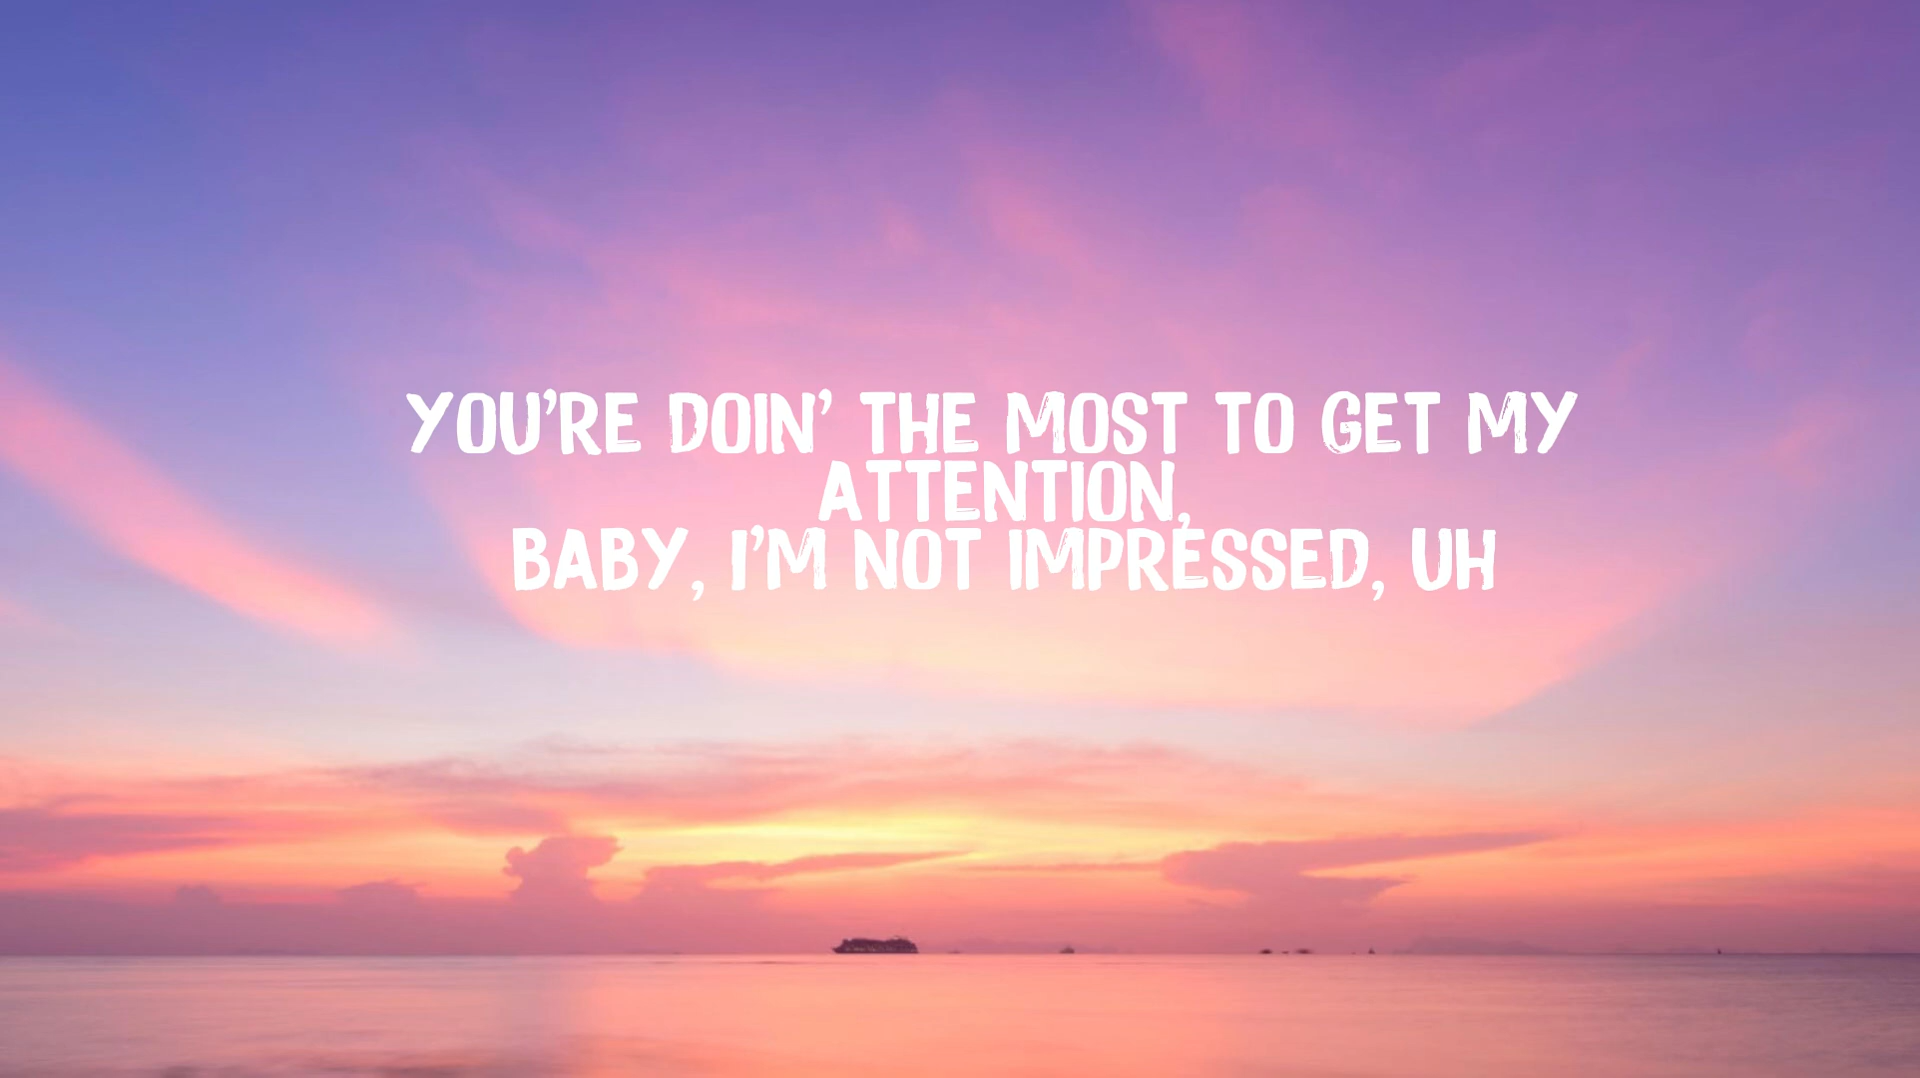 YOU'RE DOIN' THE MOST TO GET MY
ATTENTION,
BABY, I'M NOT IMPRESSED, UH